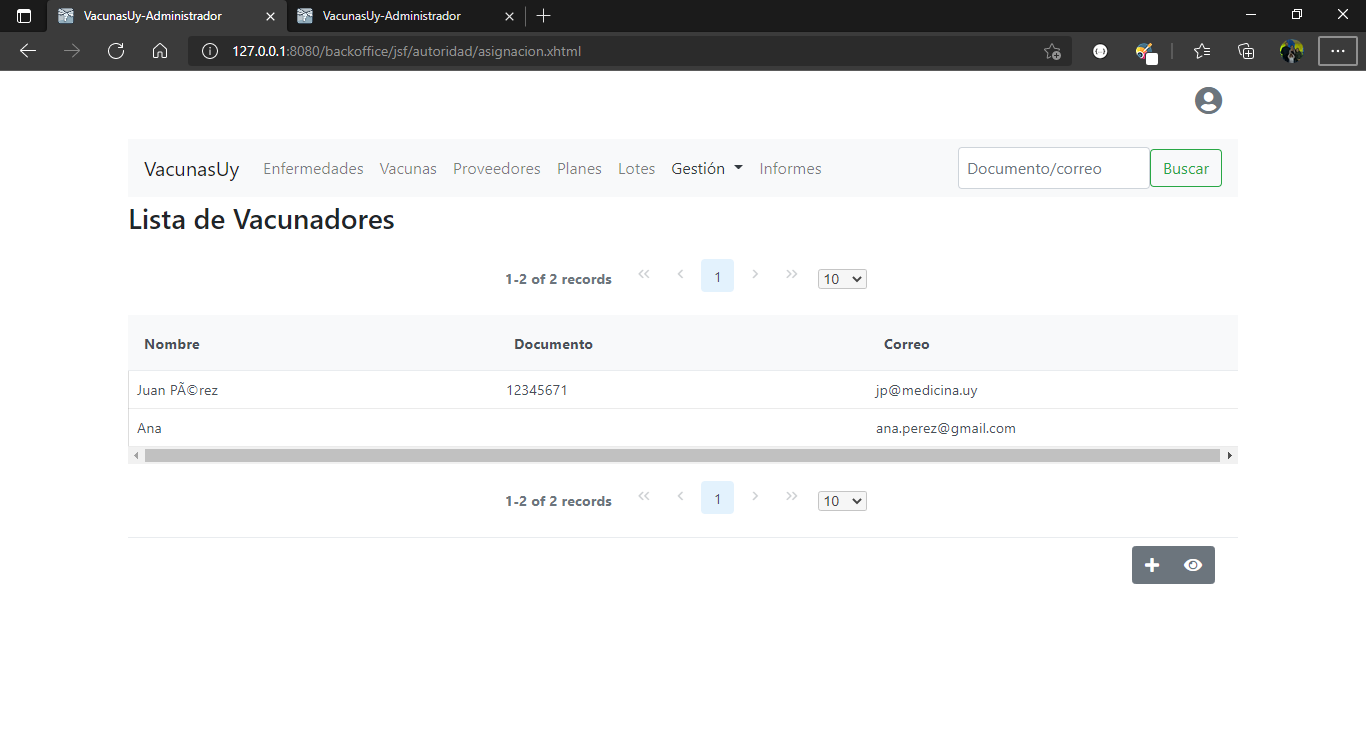 VacunasUy-Administrador VacunasUy-Administrador
127.0.0.1:8080/backoffice/jsf/autoridad/asignacion.xhtml
VacunasUy Enfermedades Vacunas Proveedores Planes Lotes Gestión Informes Documento/correo Buscar
Lista de Vacunadores
1-2 of 2 records 1 10
Nombre Documento Correo
Juan PÃ©rez 12345671 jp@medicina.uy
Ana ana.perez@gmail.com
1-2 of 2 records 1 10